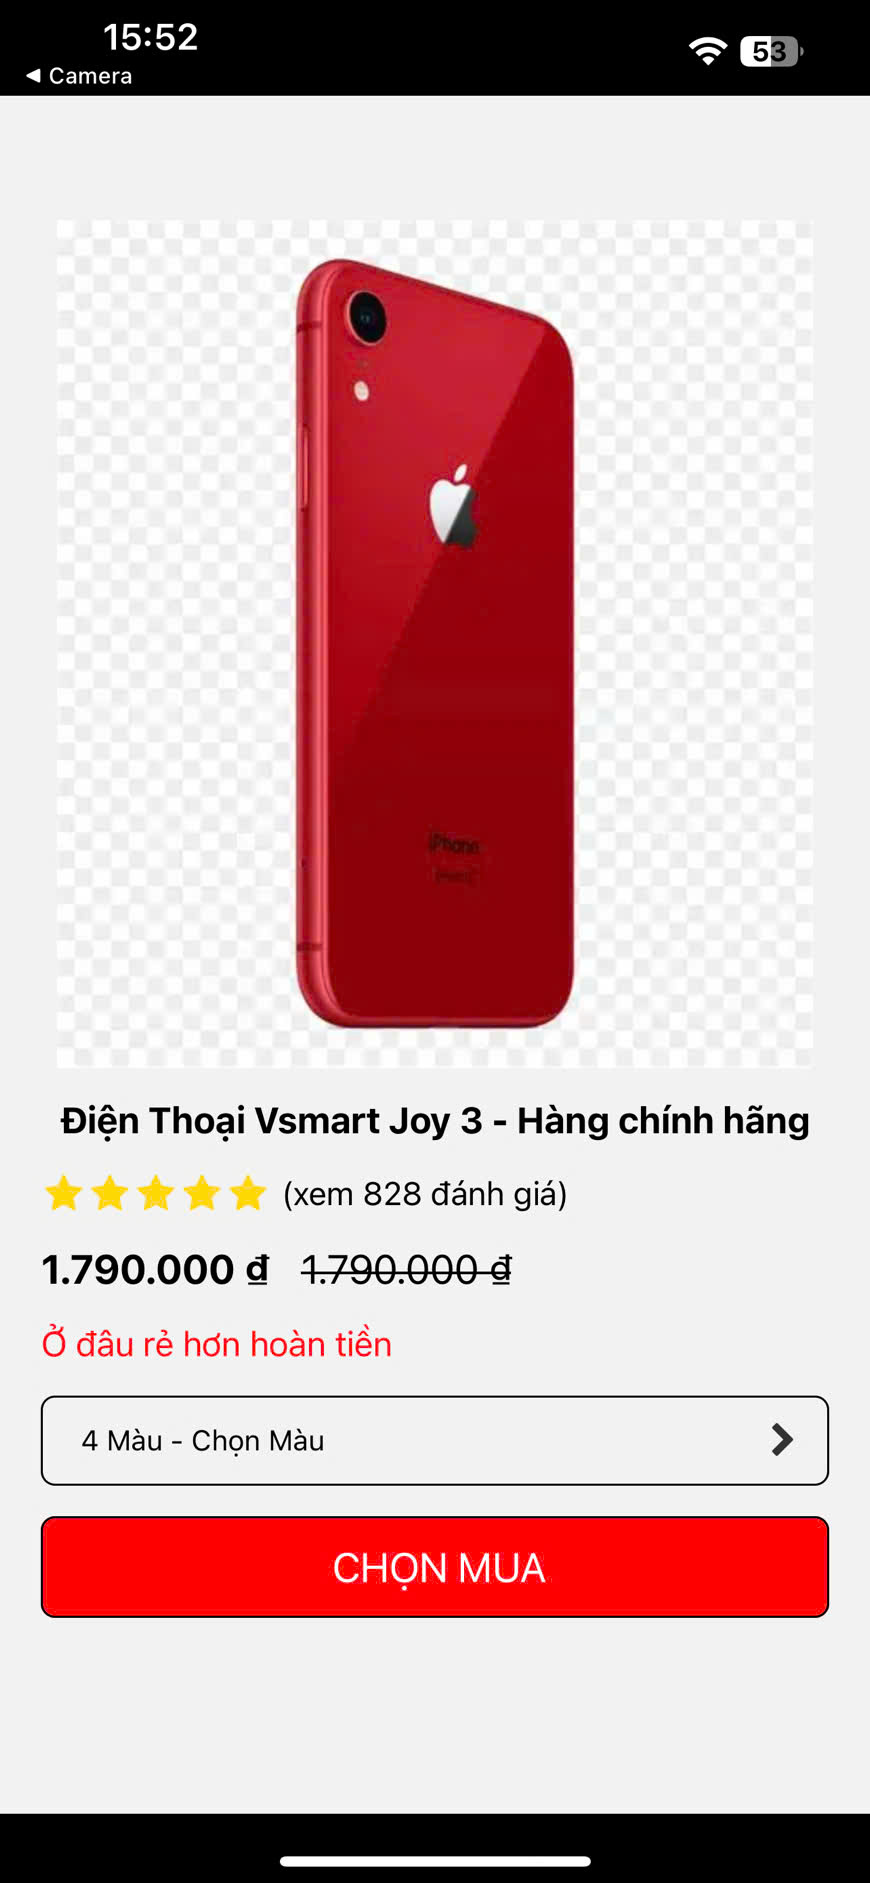 15:52
53
◀ Camera
iPhone
Điện Thoại Vsmart Joy 3 - Hàng chính hãng
(xem 828 đánh giá)
1.790.000 ₫ 1.790.000 ₫
Ở đâu rẻ hơn hoàn tiền
4 Màu - Chọn Màu
CHỌN MUA